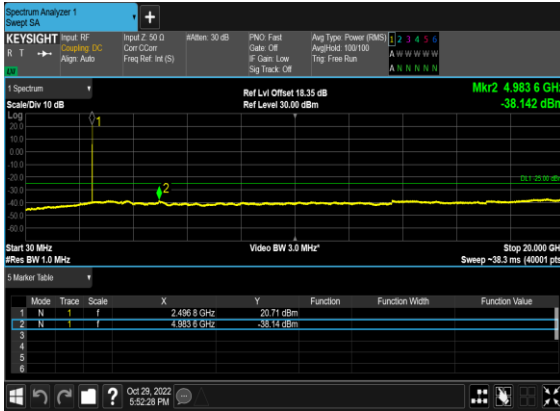 Spectrum Analyzer 1
Swept SA
+
KEYSIGHT Input: RF Input Z: 50 Ω #Atten: 30 dB PNO: Fast Avg Type: Power (RMS) 1 2 3 4 5 6
R T Coupling: DC Corr CCorr Gate: Off Avg|Hold: 100/100 A W W W W W
Align: Auto Freq Ref: Int (S) IF Gain: Low Trig: Free Run
Sig Track: Off A N N N N N
1 Spectrum Ref Lvl Offset 18.35 dB Mkr2 4.983 6 GHz
Scale/Div 10 dB Ref Level 30.00 dBm -38.142 dBm
Log
20.0
10.0
0.00
-10.0
-20.0
-30.0
-40.0
-50.0
-60.0
1
2
Start 30 MHz Video BW 3.0 MHz* Stop 20.000 GH
#Res BW 1.0 MHz Sweep ~38.3 ms (40001 pts
5 Marker Table
Mode Trace Scale X Y Function Function Width Function Value
1 N 1 f 2.496 8 GHz 20.71 dBm
2 N 1 f 4.983 6 GHz -38.14 dBm
3
4
5
6
? Oct 29, 2022
5:52:28 PM